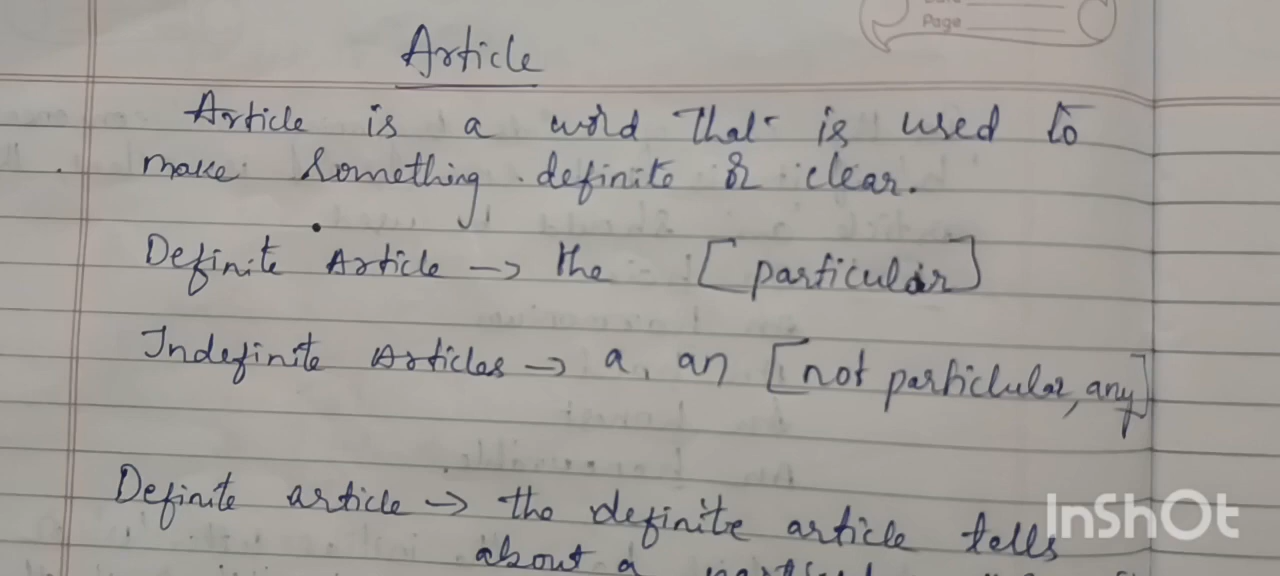 Page
Article
Article is a word that is used to
make something definite & clear.
Definite Article → the [particular]
Indefinite Articles → a, an [not particlular, any]
Definite article → the definite article tells
about a
InShOt